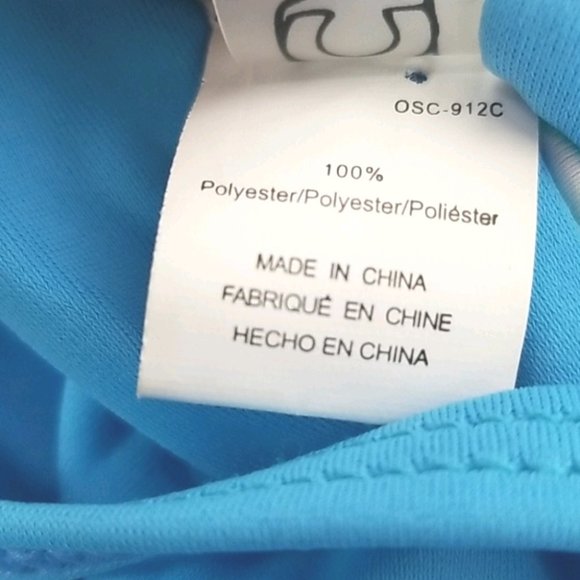 OSC-912C
100%
Polyester/Polyester/Poliéster
MADE IN CHINA
FABRIQUÉ EN CHINE
HECHO EN CHINA